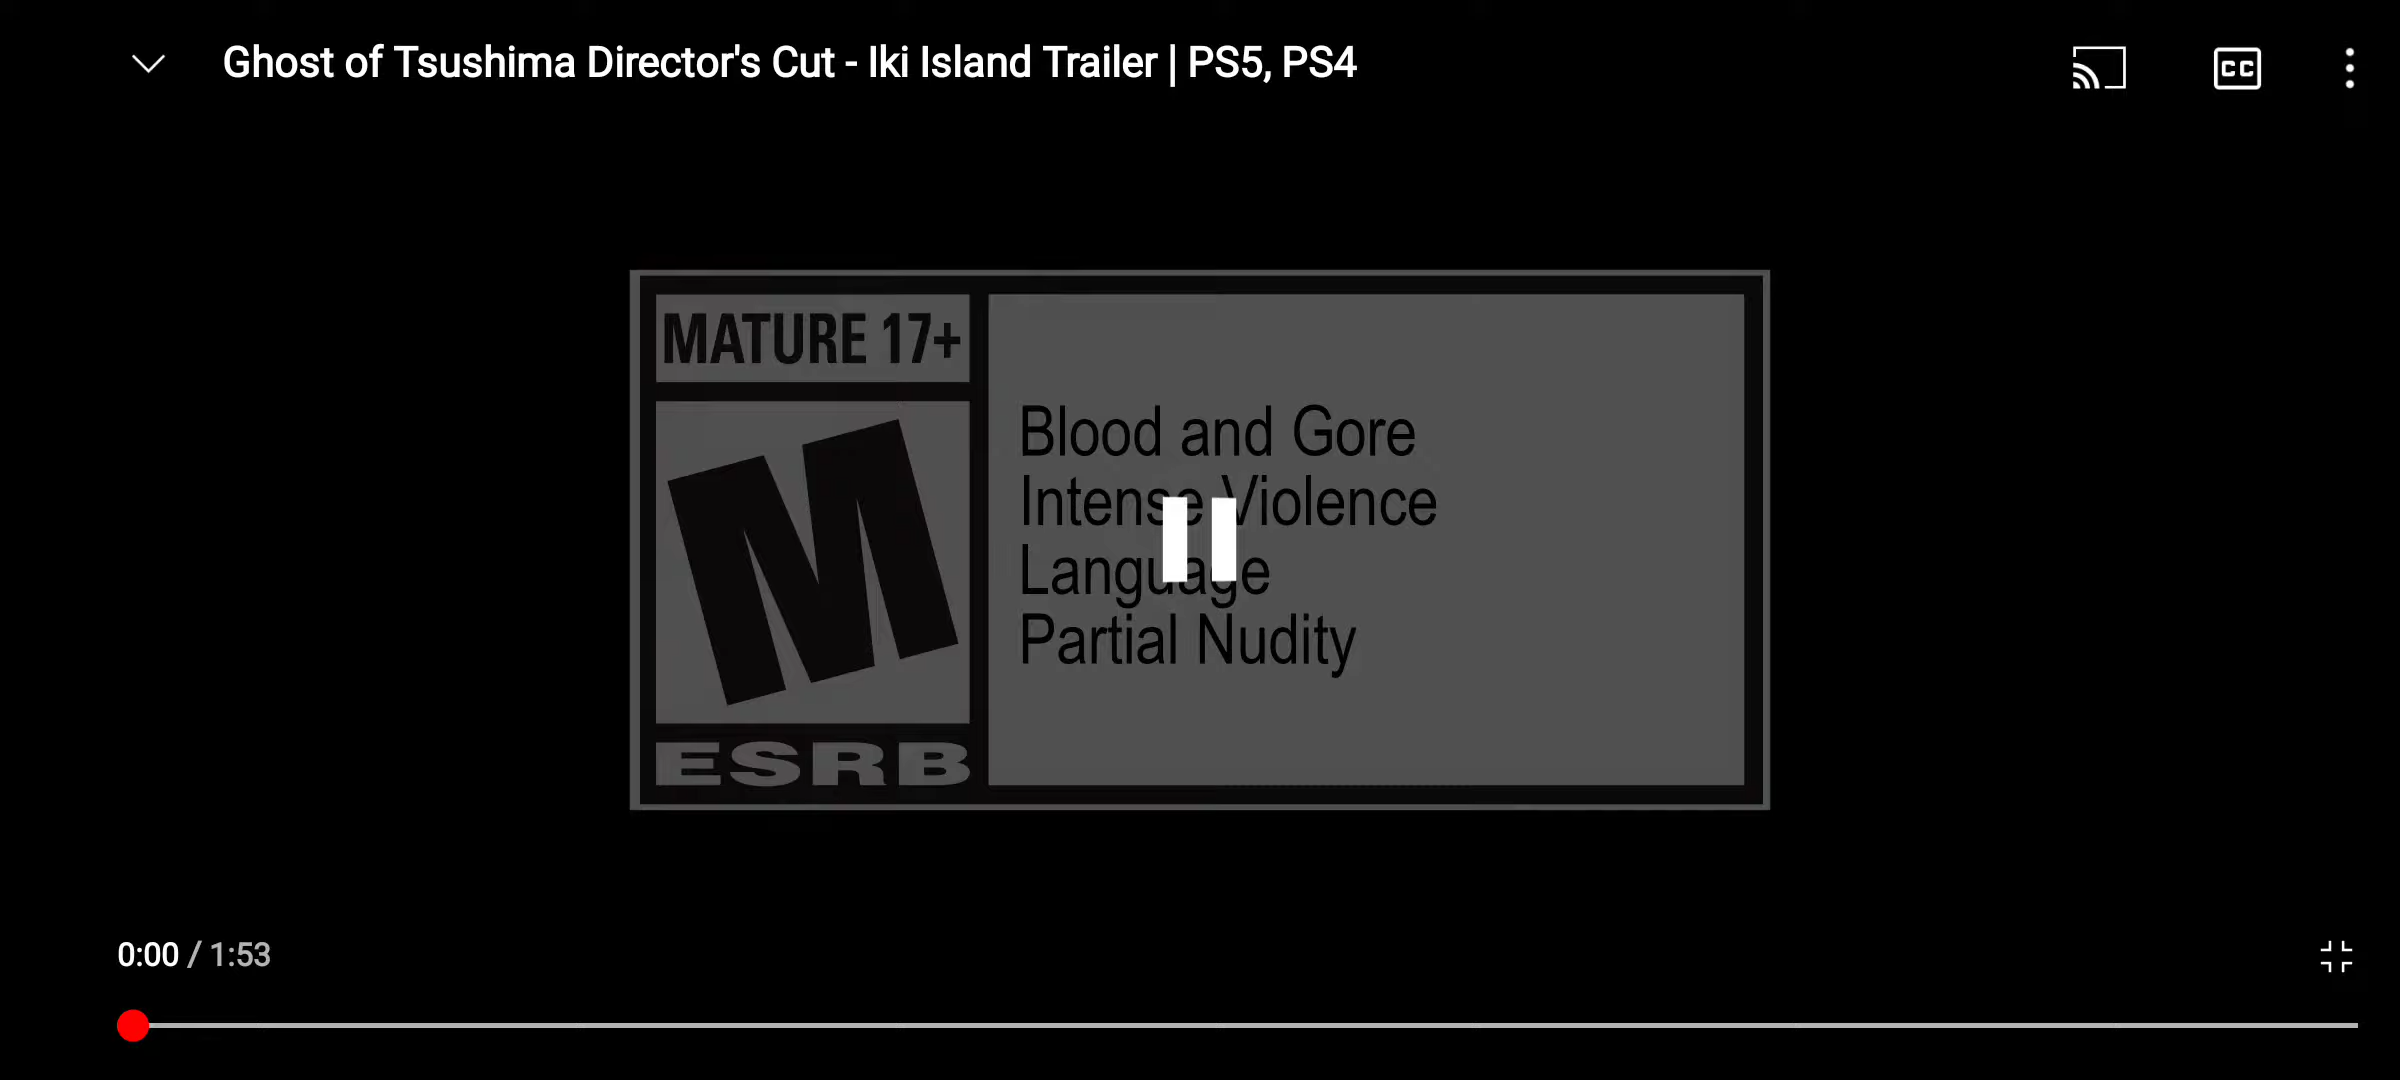 Ghost of Tsushima Director's Cut - Iki Island Trailer | PS5, PS4
CC
MATURE 17+
M
ESRB
Blood and Gore
Intense Violence
Language
Partial Nudity
0:00 / 1:53